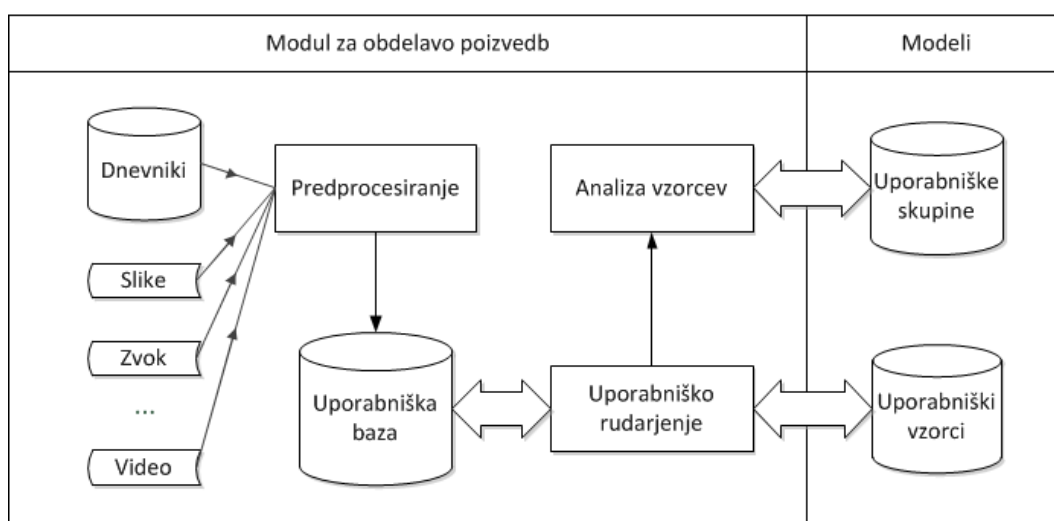 Modul za obdelavo poizvedb
Modeli
Dnevniki
Predprocesiranje
Analiza vzorcev
Uporabniške
skupine
Slike
Zvok
...
Video
Uporabniška
baza
Uporabniško
rudarjenje
Uporabniški
vzorci